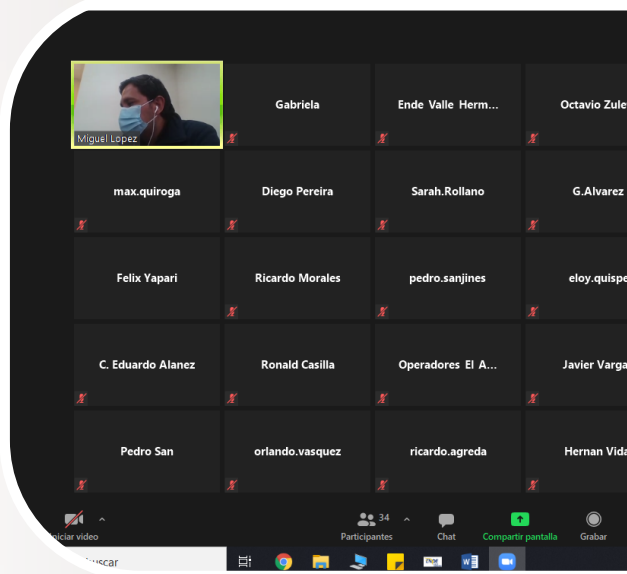 Miguel Lopez
Gabriela
Ende Valle Herm...
Octavio Zule
max.quiroga
Diego Pereira
Sarah.Rollano
G.Alvarez
Felix Yapari
Ricardo Morales
pedro.sanjines
eloy.quispe
C. Eduardo Alanez
Ronald Casilla
Operadores El A...
Javier Varga
Pedro San
orlando.vasquez
ricardo.agreda
Hernan Vida
34
Iniciar video
Participantes
Chat
Compartir pantalla
Grabar
uscar